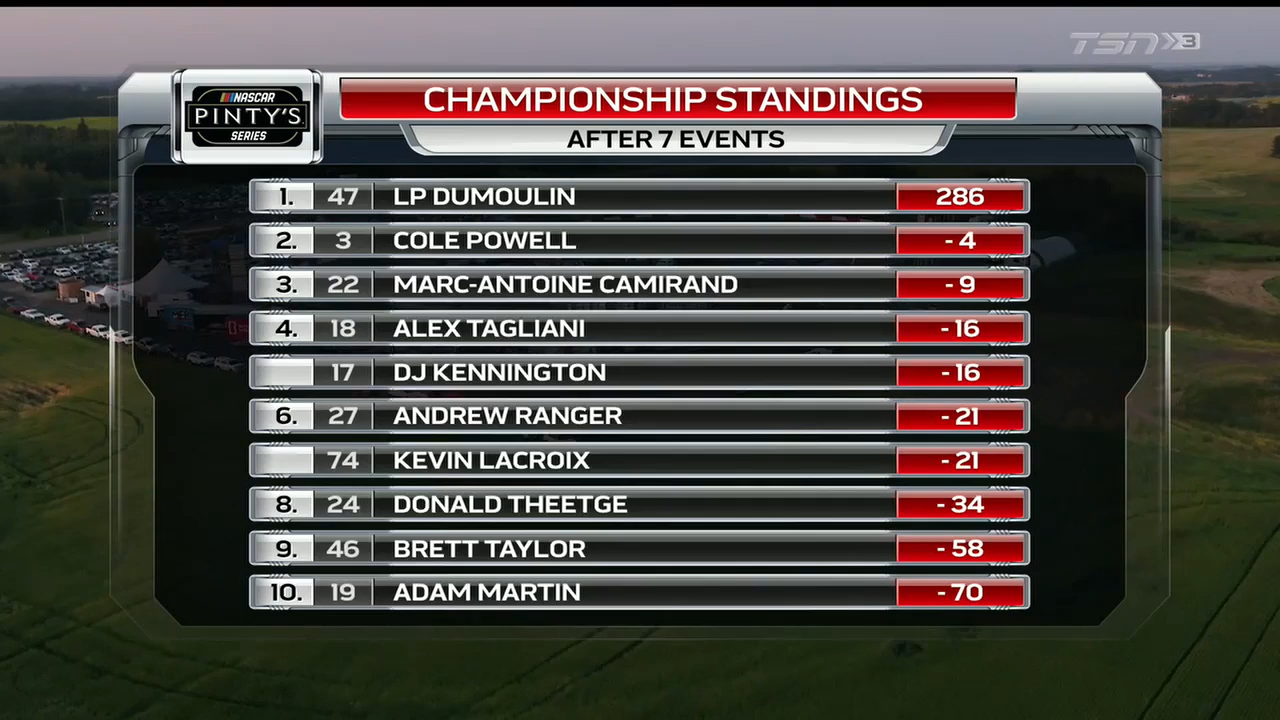 TSN 3
NASCAR
PINTY'S
SERIES
CHAMPIONSHIP STANDINGS
AFTER 7 EVENTS
1. 47 LP DUMOULIN 286
2. 3 COLE POWELL - 4
3. 22 MARC-ANTOINE CAMIRAND - 9
4. 18 ALEX TAGLIANI - 16
17 DJ KENNINGTON - 16
6. 27 ANDREW RANGER - 21
74 KEVIN LACROIX - 21
8. 24 DONALD THEETGE - 34
9. 46 BRETT TAYLOR - 58
10. 19 ADAM MARTIN - 70